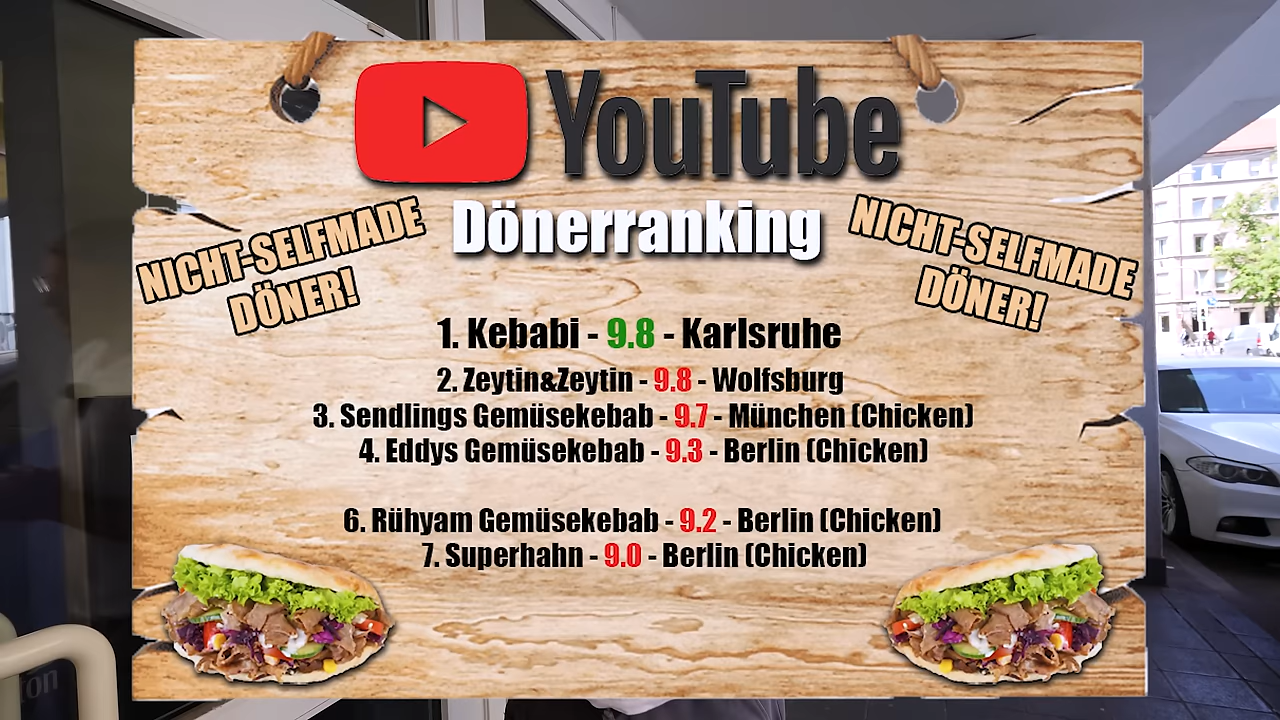 YouTube
Dönerranking
NICHT-SELFMADE
DÖNER!
NICHT-SELFMADE
DÖNER!
1. Kebabi - 9.8 - Karlsruhe
2. Zeytin&Zeytin - 9.8 - Wolfsburg
3. Sendlings Gemüsekebab - 9.7 - München (Chicken)
4. Eddys Gemüsekebab - 9.3 - Berlin (Chicken)
6. Rühyam Gemüsekebab - 9.2 - Berlin (Chicken)
7. Superhahn - 9.0 - Berlin (Chicken)